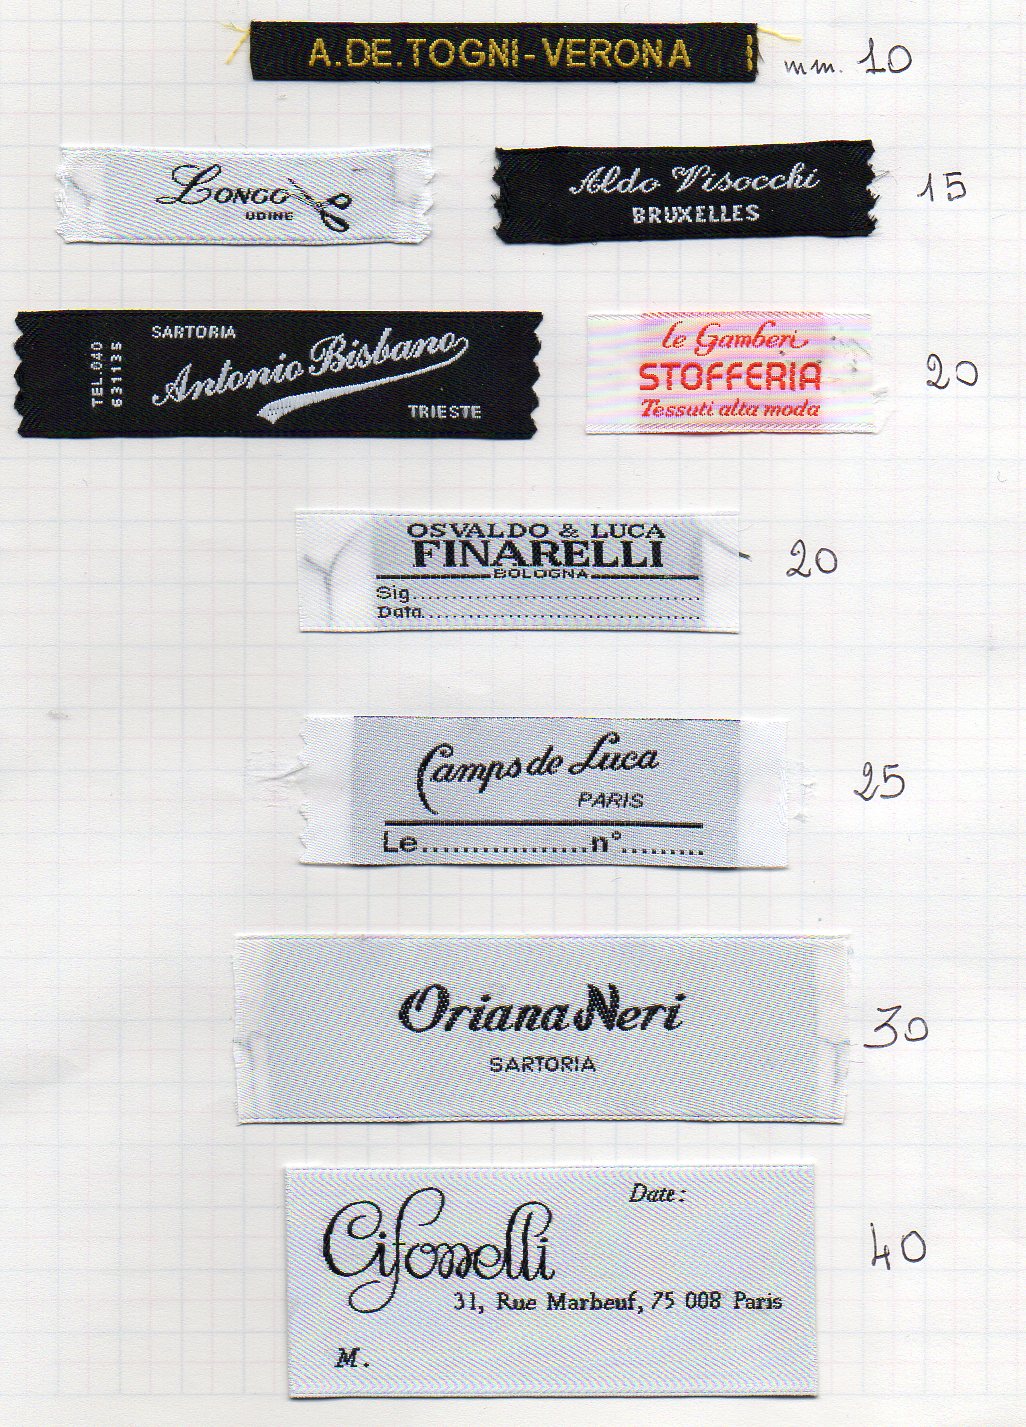 A.DE.TOGNI-VERONA
mm. 10
Longo
UDINE
Aldo Visocchi
BRUXELLES
15
TEL.040
631135
SARTORIA
Antonio Bisbano
TRIESTE
le Gamberi
STOFFERIA
Tessuti alta moda
20
OSVALDO & LUCA
FINARELLI
BOLOGNA
Sig..............................
Data..............................
20
Camps de Luca
PARIS
Le.................n°.........
25
Oriana Neri
SARTORIA
30
Date:
Cifonelli
31, Rue Marbeuf, 75 008 Paris
M.
40